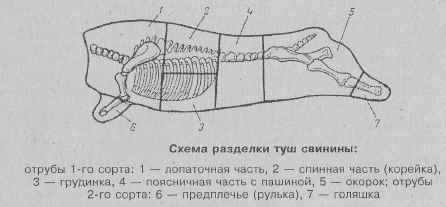 1 2 4 5
6 3 7
Схема разделки туш свинины:
отрубы 1-го сорта: 1 — лопаточная часть, 2 — спинная часть (корейка),
3 — грудинка, 4 — поясничная часть с пашиной, 5 — окорок; отрубы
2-го сорта: 6 — предплечье (рулька), 7 — голяшка